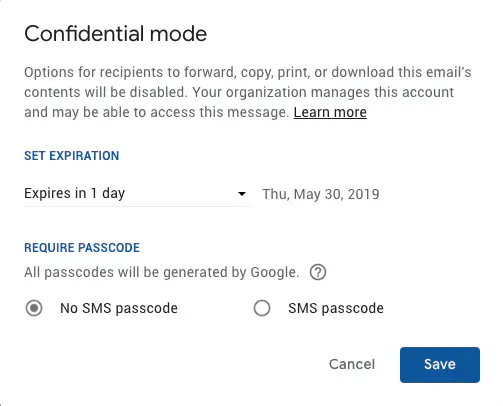 Confidential mode
Options for recipients to forward, copy, print, or download this email's
contents will be disabled. Your organization manages this account
and may be able to access this message. Learn more
SET EXPIRATION
Expires in 1 day Thu, May 30, 2019
REQUIRE PASSCODE
All passcodes will be generated by Google. ?
No SMS passcode SMS passcode
Cancel Save